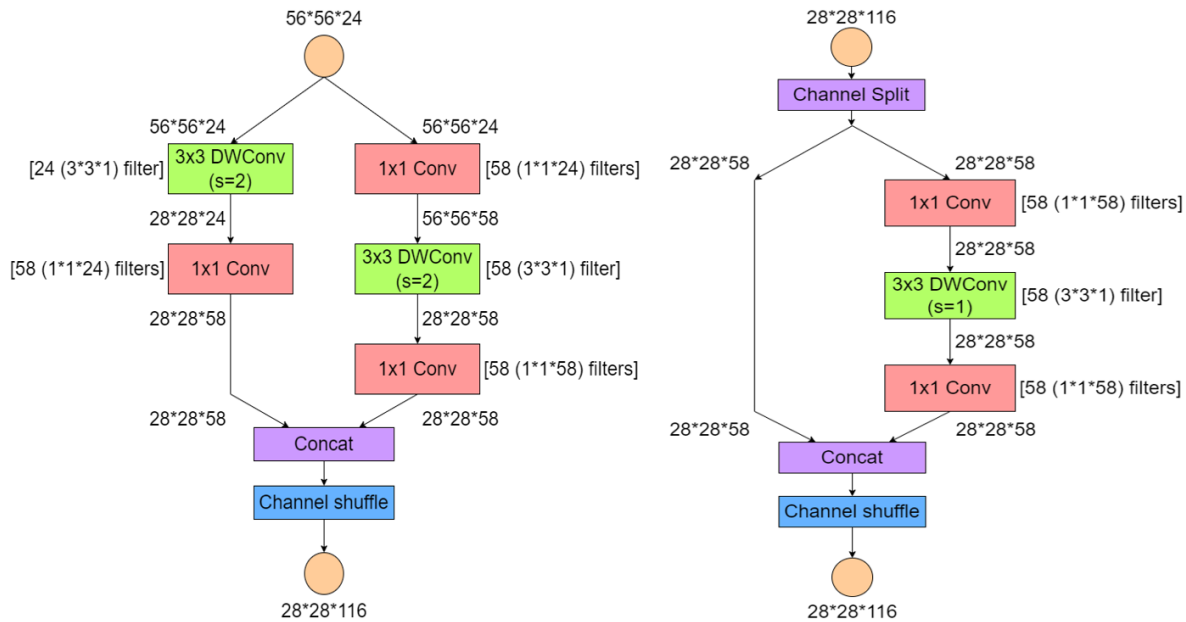 56*56*24
56*56*24
56*56*24
[24 (3*3*1) filter]
3x3 DWConv
(s=2)
1x1 Conv
[58 (1*1*24) filters]
28*28*24
56*56*58
[58 (1*1*24) filters]
1x1 Conv
3x3 DWConv
(s=2)
[58 (3*3*1) filter]
28*28*58
28*28*58
1x1 Conv
[58 (1*1*58) filters]
28*28*58
28*28*58
Concat
Channel shuffle
28*28*116
28*28*116
Channel Split
28*28*58
28*28*58
1x1 Conv
[58 (1*1*58) filters]
28*28*58
3x3 DWConv
(s=1)
[58 (3*3*1) filter]
28*28*58
1x1 Conv
[58 (1*1*58) filters]
28*28*58
28*28*58
Concat
Channel shuffle
28*28*116